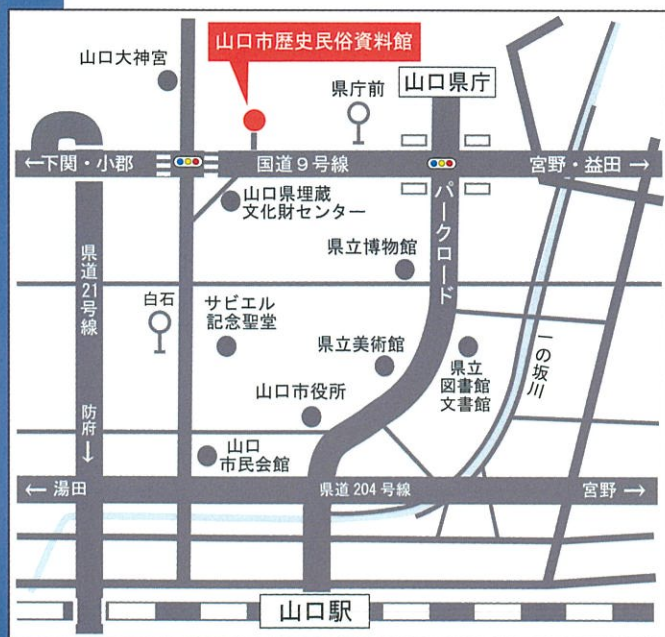 山口市歴史民俗資料館
山口大神宮
県庁前
山口県庁
←下関・小郡
国道9号線
宮野・益田→
山口県埋蔵
文化財センター
パークロード
県立博物館
県道21号線
白石
サビエル
記念聖堂
県立美術館
県立
図書館
文書館
一の坂川
山口市役所
防府↓
山口
市民会館
←湯田
県道204号線
宮野→
山口駅